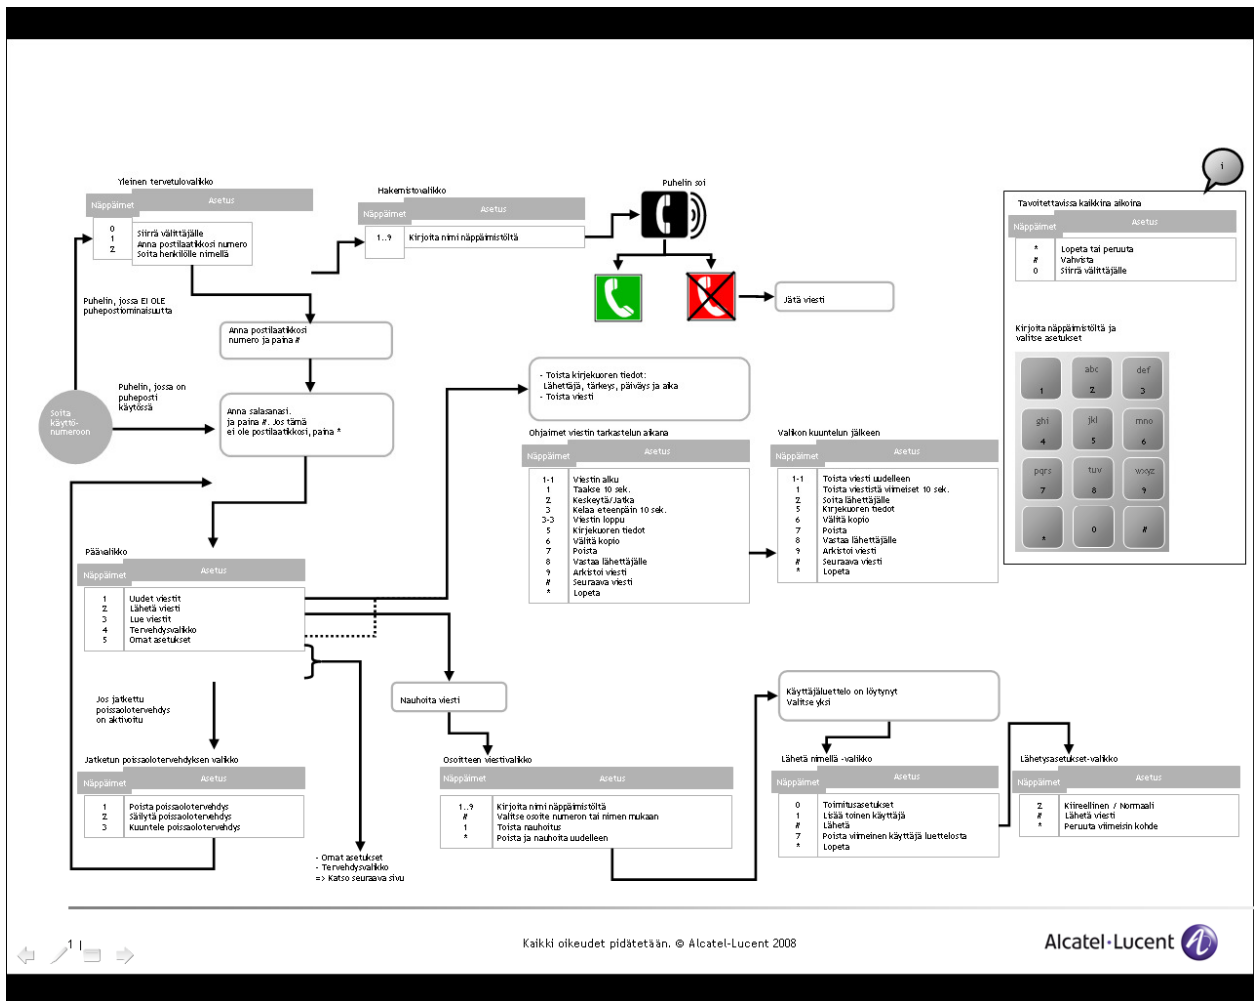 Yleinen tervetulovalikko
Näppäimet
Asetus
0
Siirrä välittäjälle
1
Anna postilaatikkosi numero
2
Soita henkilölle nimellä
Hakemistovalikko
Näppäimet
Asetus
1..9
Kirjoita nimi näppäimistöltä
Puhelin soi
Jätä viesti
i
Tavoitettavissa kaikkina aikoina
Näppäimet
Asetus
*
Lopeta tai peruuta
#
Vahvista
0
Siirrä välittäjälle
Kirjoita näppäimistöltä ja
valitse asetukset
1
abc
2
def
3
ghi
4
jkl
5
mno
6
pqrs
7
tuv
8
wxyz
9
*
0
#
Puhelin, jossa EI OLE
puhepostiominaisuutta
Anna postilaatikkosi
numero ja paina #
Puhelin, jossa on
puheposti
käytössä
Soita
käyttö-
numeroon
Anna salasanasi.
ja paina #. Jos tämä
ei ole postilaatikkosi, paina *
- Toista kirjekuoren tiedot:
Lähettäjä, tärkeys, päiväys ja aika
- Toista viesti
Ohjaimet viestin tarkastelun aikana
Näppäimet
Asetus
1-1
Viestin alku
1
Taakse 10 sek.
2
Keskeytä/Jatka
3
Kelaa eteenpäin 10 sek.
3-3
Viestin loppu
5
Kirjekuoren tiedot
6
Välitä kopio
7
Poista
8
Vastaa lähettäjälle
9
Arkistoi viesti
#
Seuraava viesti
*
Lopeta
Valikon kuuntelun jälkeen
Näppäimet
Asetus
1-1
Toista viesti uudelleen
1
Toista viestistä viimeiset 10 sek.
2
Soita lähettäjälle
5
Kirjekuoren tiedot
6
Välitä kopio
7
Poista
8
Vastaa lähettäjälle
9
Arkistoi viesti
#
Seuraava viesti
*
Lopeta
Päävalikko
Näppäimet
Asetus
1
Uudet viestit
2
Lähetä viesti
3
Lue viestit
4
Tervehdysvalikko
5
Omat asetukset
Jos jatkettu
poissaolotervehdys
on aktivoitu
Jatketun poissaolotervehdyksen valikko
Näppäimet
Asetus
1
Poista poissaolotervehdys
2
Säilytä poissaolotervehdys
3
Kuuntele poissaolotervehdys
- Omat asetukset
- Tervehdysvalikko
=> Katso seuraava sivu
Nauhoita viesti
Osoitteen viestivalikko
Näppäimet
Asetus
1..9
Kirjoita nimi näppäimistöltä
#
Valitse osoite numeron tai nimen mukaan
1
Toista nauhoitus
*
Poista ja nauhoita uudelleen
Käyttäjäluettelo on löytynyt
Valitse yksi
Lähetä nimellä -valikko
Näppäimet
Asetus
0
Toimitusasetukset
1
Lisää toinen käyttäjä
#
Lähetä
7
Poista viimeinen käyttäjä luettelosta
*
Lopeta
Lähetysasetukset-valikko
Näppäimet
Asetus
2
Kiireellinen / Normaali
#
Lähetä viesti
*
Peruuta viimeisin kohde
1 |
Kaikki oikeudet pidätetään. © Alcatel-Lucent 2008
Alcatel·Lucent